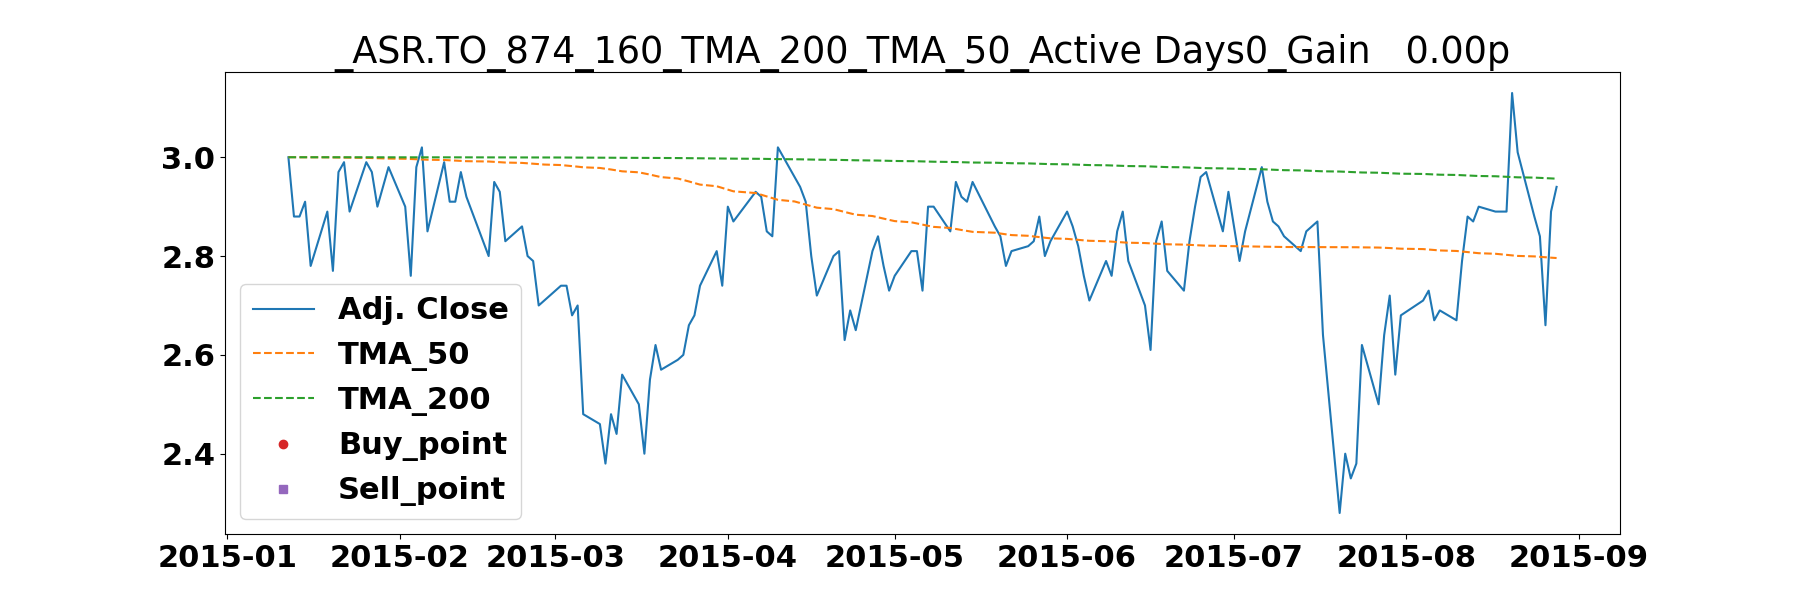 _ASR.TO_874_160_TMA_200_TMA_50_Active Days0_Gain   0.00p
3.0
2.8
2.6
2.4
Adj. Close
TMA_50
TMA_200
Buy_point
Sell_point
2015-01 2015-02 2015-03 2015-04 2015-05 2015-06 2015-07 2015-08 2015-09